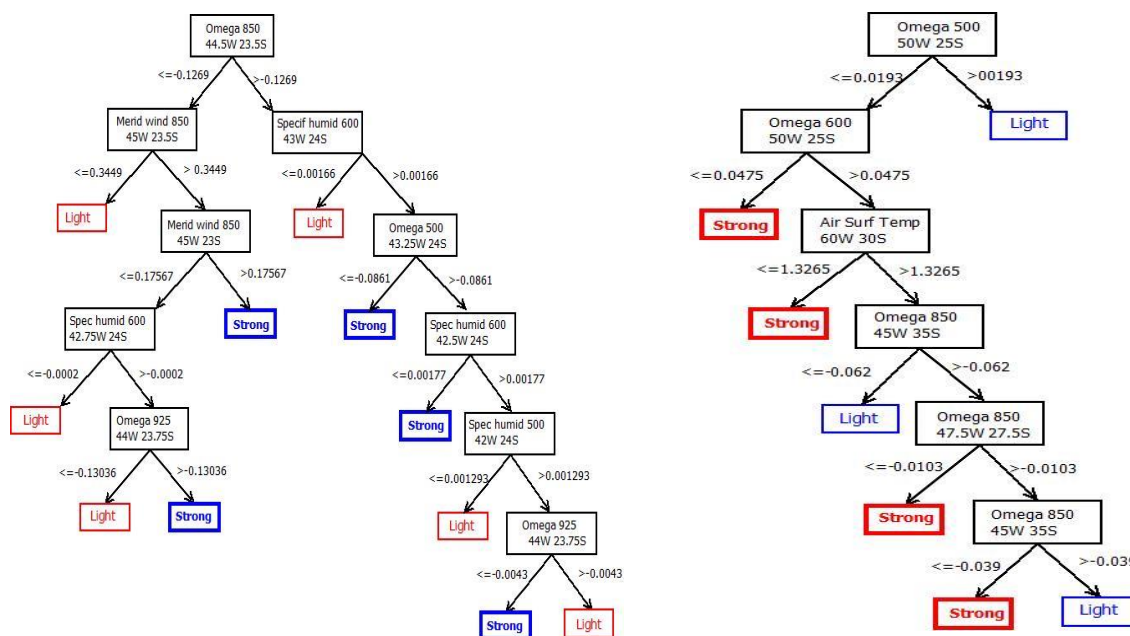 Omega 850
44.5W 23.5S
<=-0.1269
>-0.1269
Merid wind 850
45W 23.5S
Specif humid 600
43W 24S
<=0.3449
> 0.3449
<=0.00166
>0.00166
Light
Merid wind 850
45W 23S
Light
Omega 500
43.25W 24S
<=0.17567
>0.17567
<=-0.0861
>-0.0861
Spec humid 600
42.75W 24S
Strong
Strong
Spec humid 600
42.5W 24S
<=-0.0002
>-0.0002
<=0.00177
>0.00177
Light
Omega 925
44W 23.75S
Strong
Spec humid 500
42W 24S
<=-0.13036
>-0.13036
<=0.001293
>0.001293
Light
Strong
Light
Omega 925
44W 23.75S
<=-0.0043
>-0.0043
Strong
Light
Omega 500
50W 25S
<=0.0193
>00193
Omega 600
50W 25S
Light
<=0.0475
>0.0475
Strong
Air Surf Temp
60W 30S
<=1.3265
>1.3265
Strong
Omega 850
45W 35S
<=-0.062
>-0.062
Light
Omega 850
47.5W 27.5S
<=-0.0103
>-0.0103
Strong
Omega 850
45W 35S
<=-0.039
>-0.039
Strong
Light